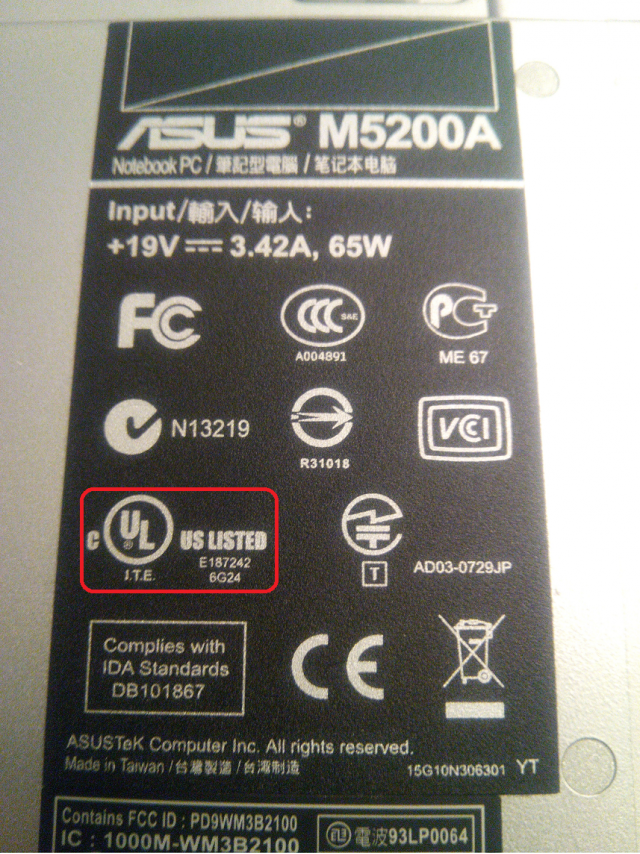 ASUS® M5200A
Notebook PC / 筆記型電腦 / 笔记本电脑
Input/輸入/输人:
+19V 3.42A, 65W
FC
CCC S&E
A004891
PCT
ME 67
N13219
R31018
VCI
c UL® US LISTED
I.T.E.
E187242
6G24
T
AD03-0729JP
Complies with
IDA Standards
DB101867
CE
ASUSTeK Computer Inc. All rights reserved.
Made in Taiwan / 台灣製造 / 台湾制造
15G10N306301 YT
Contains FCC ID : PD9WM3B2100
IC : 1000M-WM3B2100
電波93LP0064